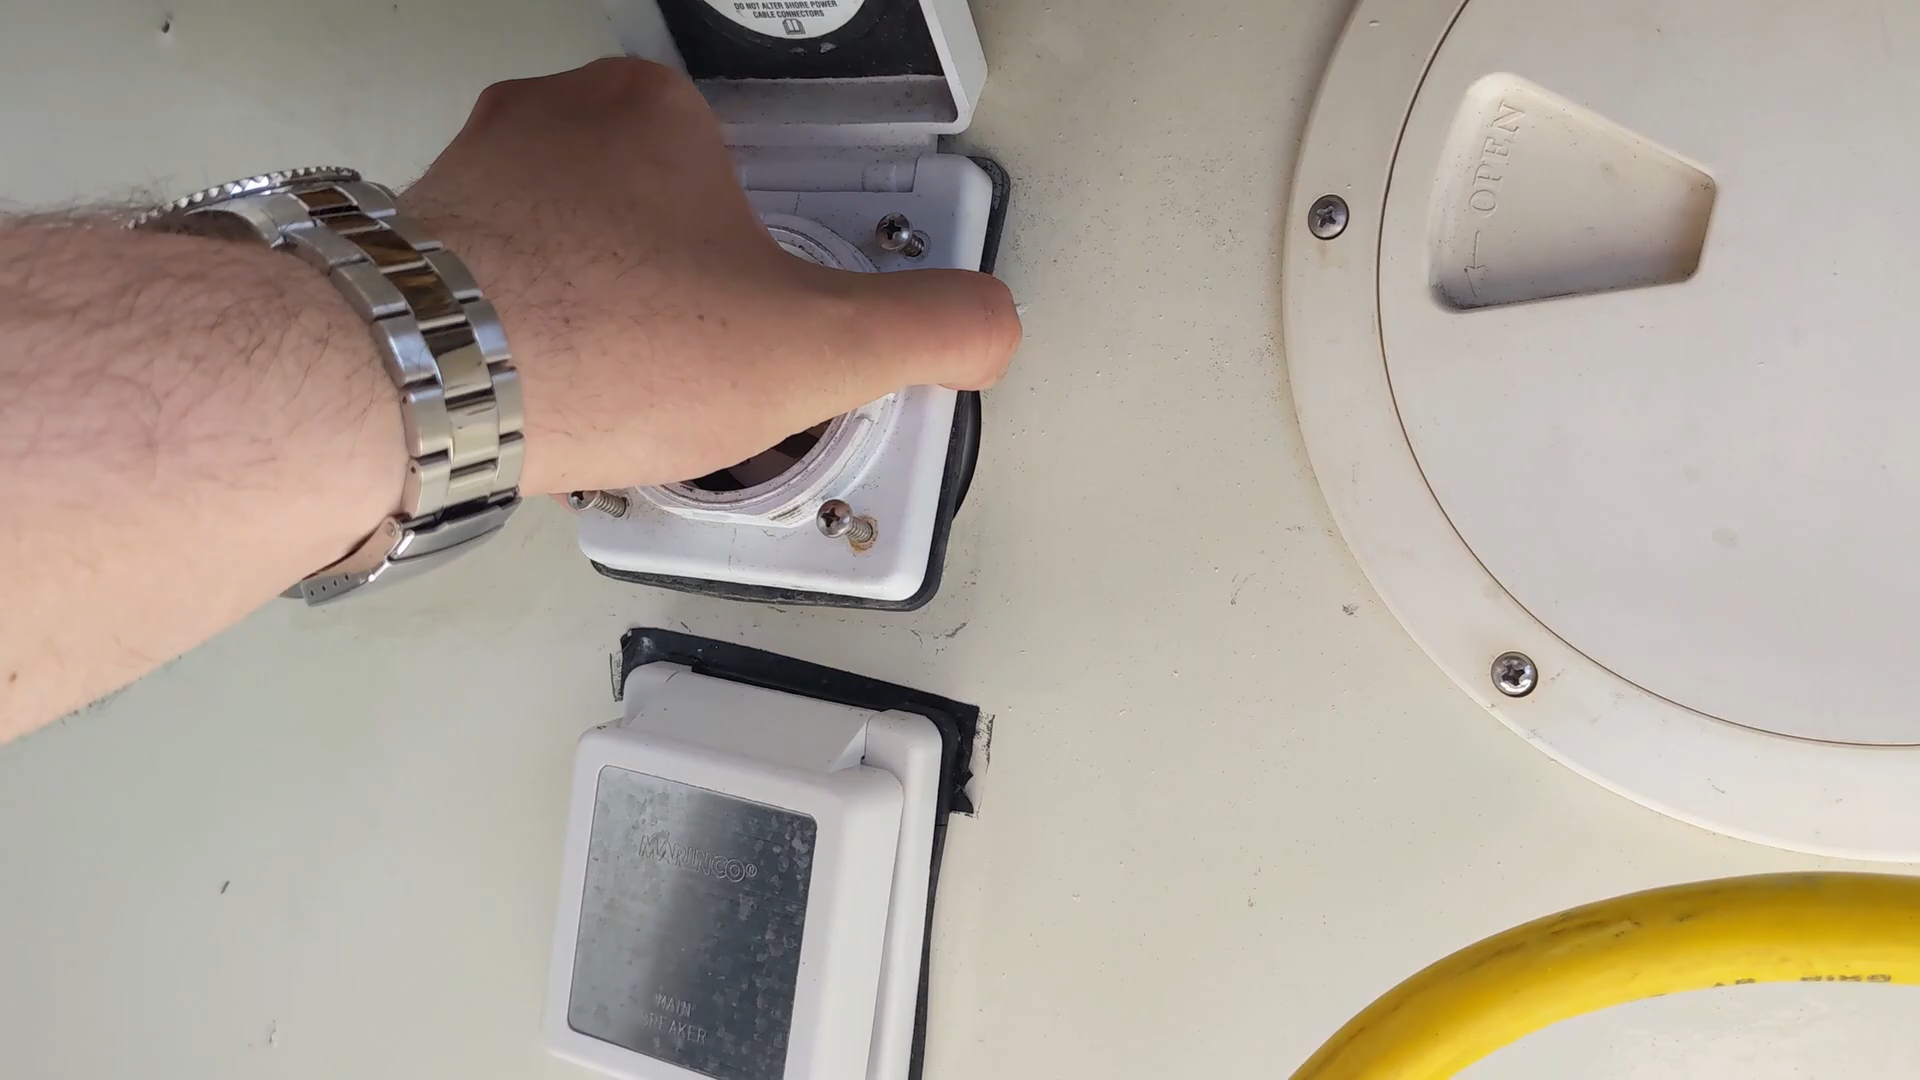 DO NOT ALTER SHORE POWER
CABLE CONNECTORS
OPEN
MARINCO®
MAIN
BREAKER